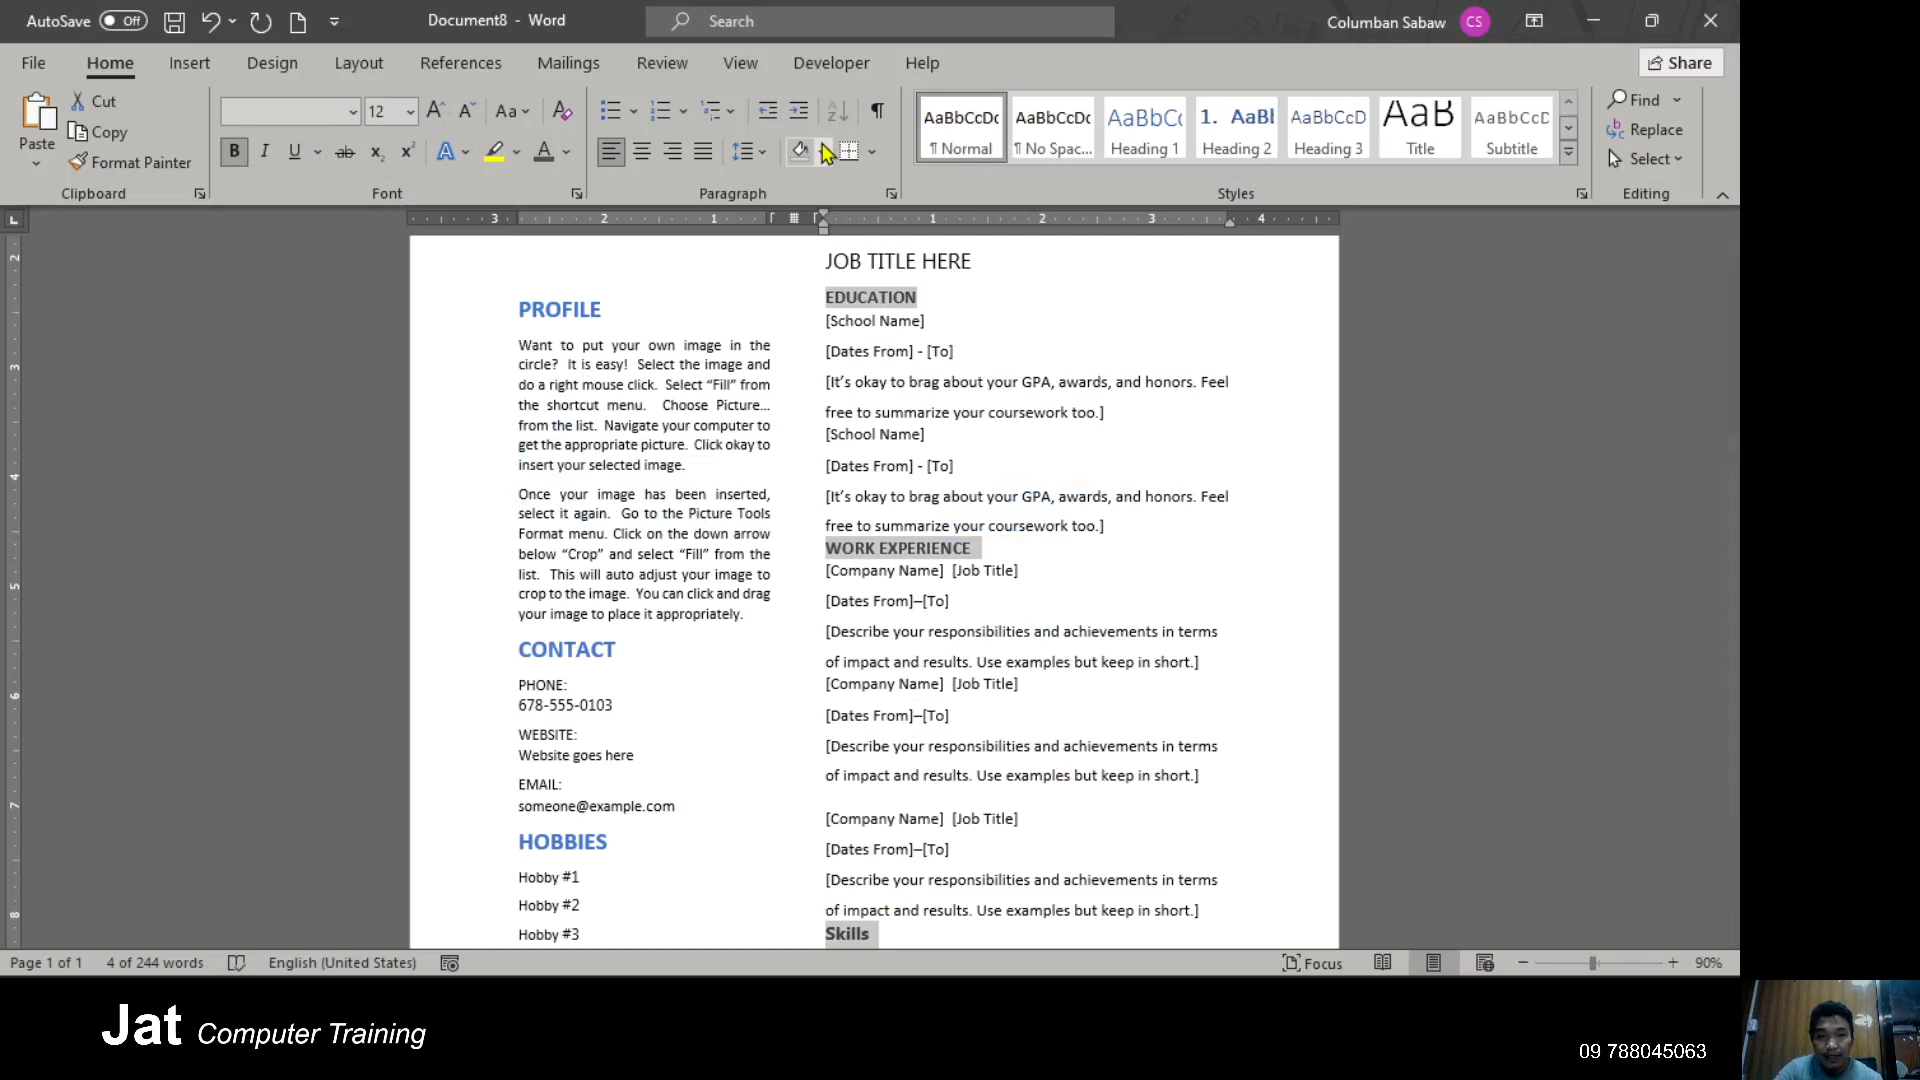 AutoSave Off Document8 - Word Search Columban Sabaw CS
File Home Insert Design Layout References Mailings Review View Developer Help Share
Paste Cut Copy Format Painter
Clipboard
12 Aa
Font
Paragraph
AaBbCcDc AaBbCcDc AaBbCc 1. AaBl AaBbCcD AaB AaBbCcD
¶ Normal ¶ No Spac... Heading 1 Heading 2 Heading 3 Title Subtitle
Styles
Find
Replace
Select
Editing
3 2 1 1 2 3 4
2
3
4
5
6
7
8
PROFILE
Want to put your own image in the
circle? It is easy! Select the image and
do a right mouse click. Select “Fill” from
the shortcut menu. Choose Picture…
from the list. Navigate your computer to
get the appropriate picture. Click okay to
insert your selected image.
Once your image has been inserted,
select it again. Go to the Picture Tools
Format menu. Click on the down arrow
below “Crop” and select “Fill” from the
list. This will auto adjust your image to
crop to the image. You can click and drag
your image to place it appropriately.
CONTACT
PHONE:
678-555-0103
WEBSITE:
Website goes here
EMAIL:
someone@example.com
HOBBIES
Hobby #1
Hobby #2
Hobby #3
JOB TITLE HERE
EDUCATION
[School Name]
[Dates From] - [To]
[It’s okay to brag about your GPA, awards, and honors. Feel
free to summarize your coursework too.]
[School Name]
[Dates From] - [To]
[It’s okay to brag about your GPA, awards, and honors. Feel
free to summarize your coursework too.]
WORK EXPERIENCE
[Company Name] [Job Title]
[Dates From]–[To]
[Describe your responsibilities and achievements in terms
of impact and results. Use examples but keep in short.]
[Company Name] [Job Title]
[Dates From]–[To]
[Describe your responsibilities and achievements in terms
of impact and results. Use examples but keep in short.]
[Company Name] [Job Title]
[Dates From]–[To]
[Describe your responsibilities and achievements in terms
of impact and results. Use examples but keep in short.]
Skills
Page 1 of 1 4 of 244 words English (United States) Focus 90%
Jat Computer Training
09 788045063